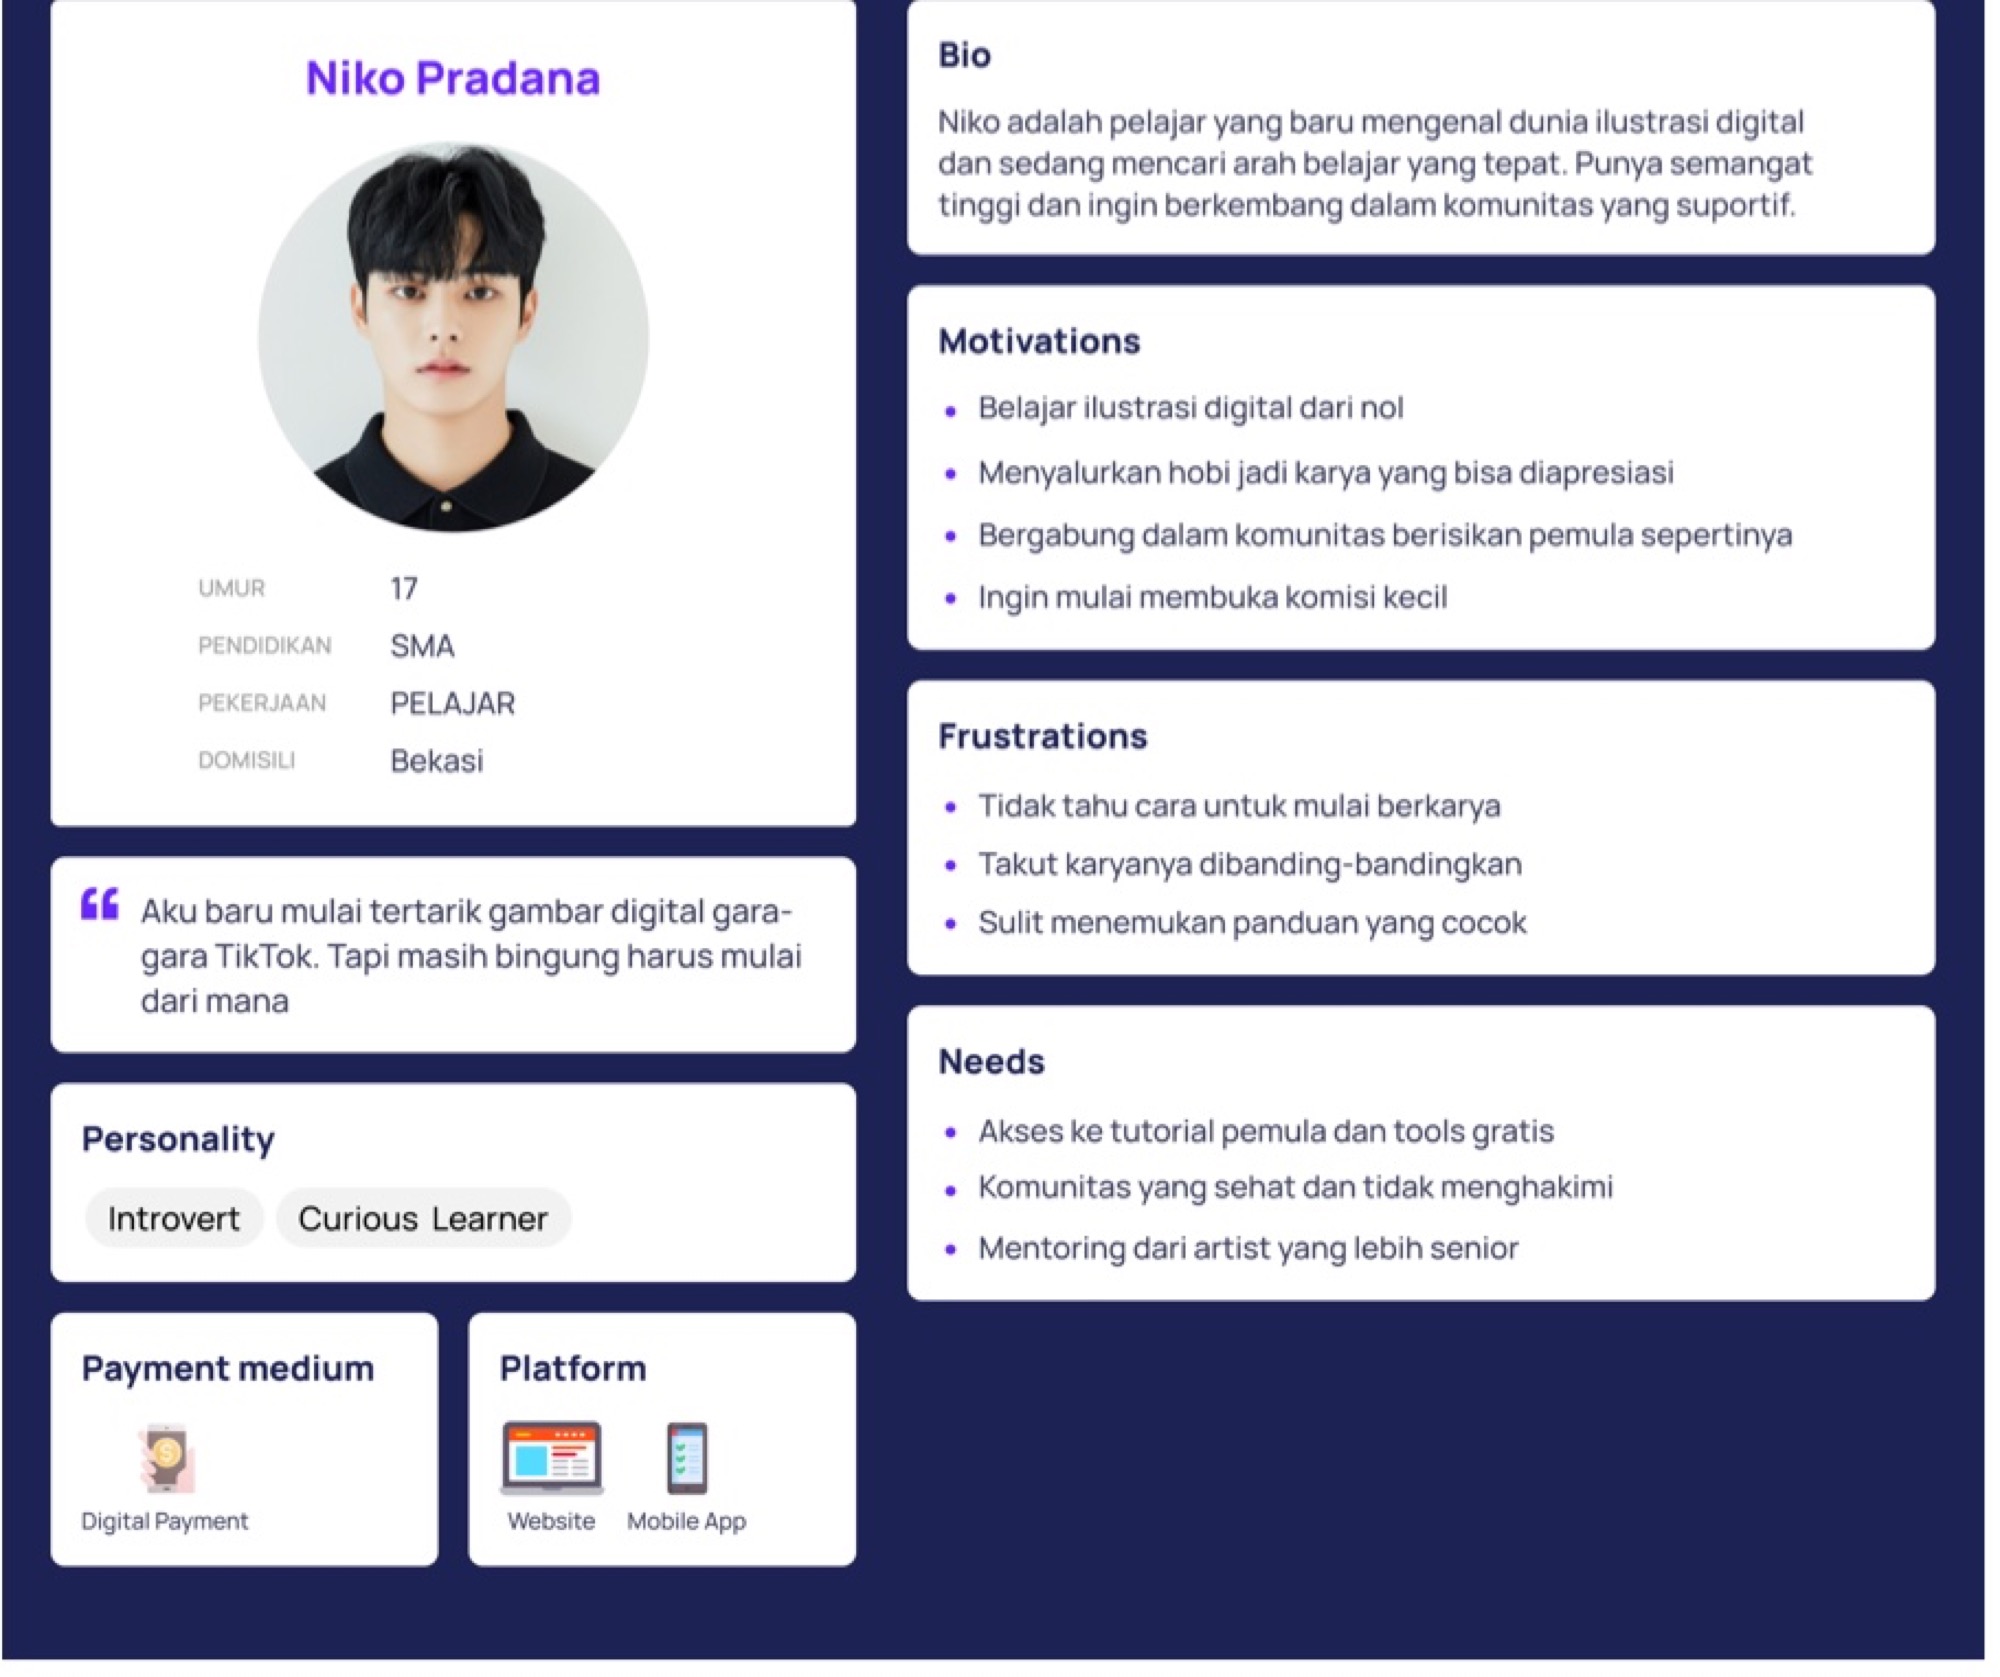 Niko Pradana
UMUR 17
PENDIDIKAN SMA
PEKERJAAN PELAJAR
DOMISILI Bekasi
Aku baru mulai tertarik gambar digital gara-
gara TikTok. Tapi masih bingung harus mulai
dari mana
Personality
Introvert Curious Learner
Payment medium
Digital Payment
Platform
Website Mobile App
Bio
Niko adalah pelajar yang baru mengenal dunia ilustrasi digital
dan sedang mencari arah belajar yang tepat. Punya semangat
tinggi dan ingin berkembang dalam komunitas yang suportif.
Motivations
• Belajar ilustrasi digital dari nol
• Menyalurkan hobi jadi karya yang bisa diapresiasi
• Bergabung dalam komunitas berisikan pemula sepertinya
• Ingin mulai membuka komisi kecil
Frustrations
• Tidak tahu cara untuk mulai berkarya
• Takut karyanya dibanding-bandingkan
• Sulit menemukan panduan yang cocok
Needs
• Akses ke tutorial pemula dan tools gratis
• Komunitas yang sehat dan tidak menghakimi
• Mentoring dari artist yang lebih senior